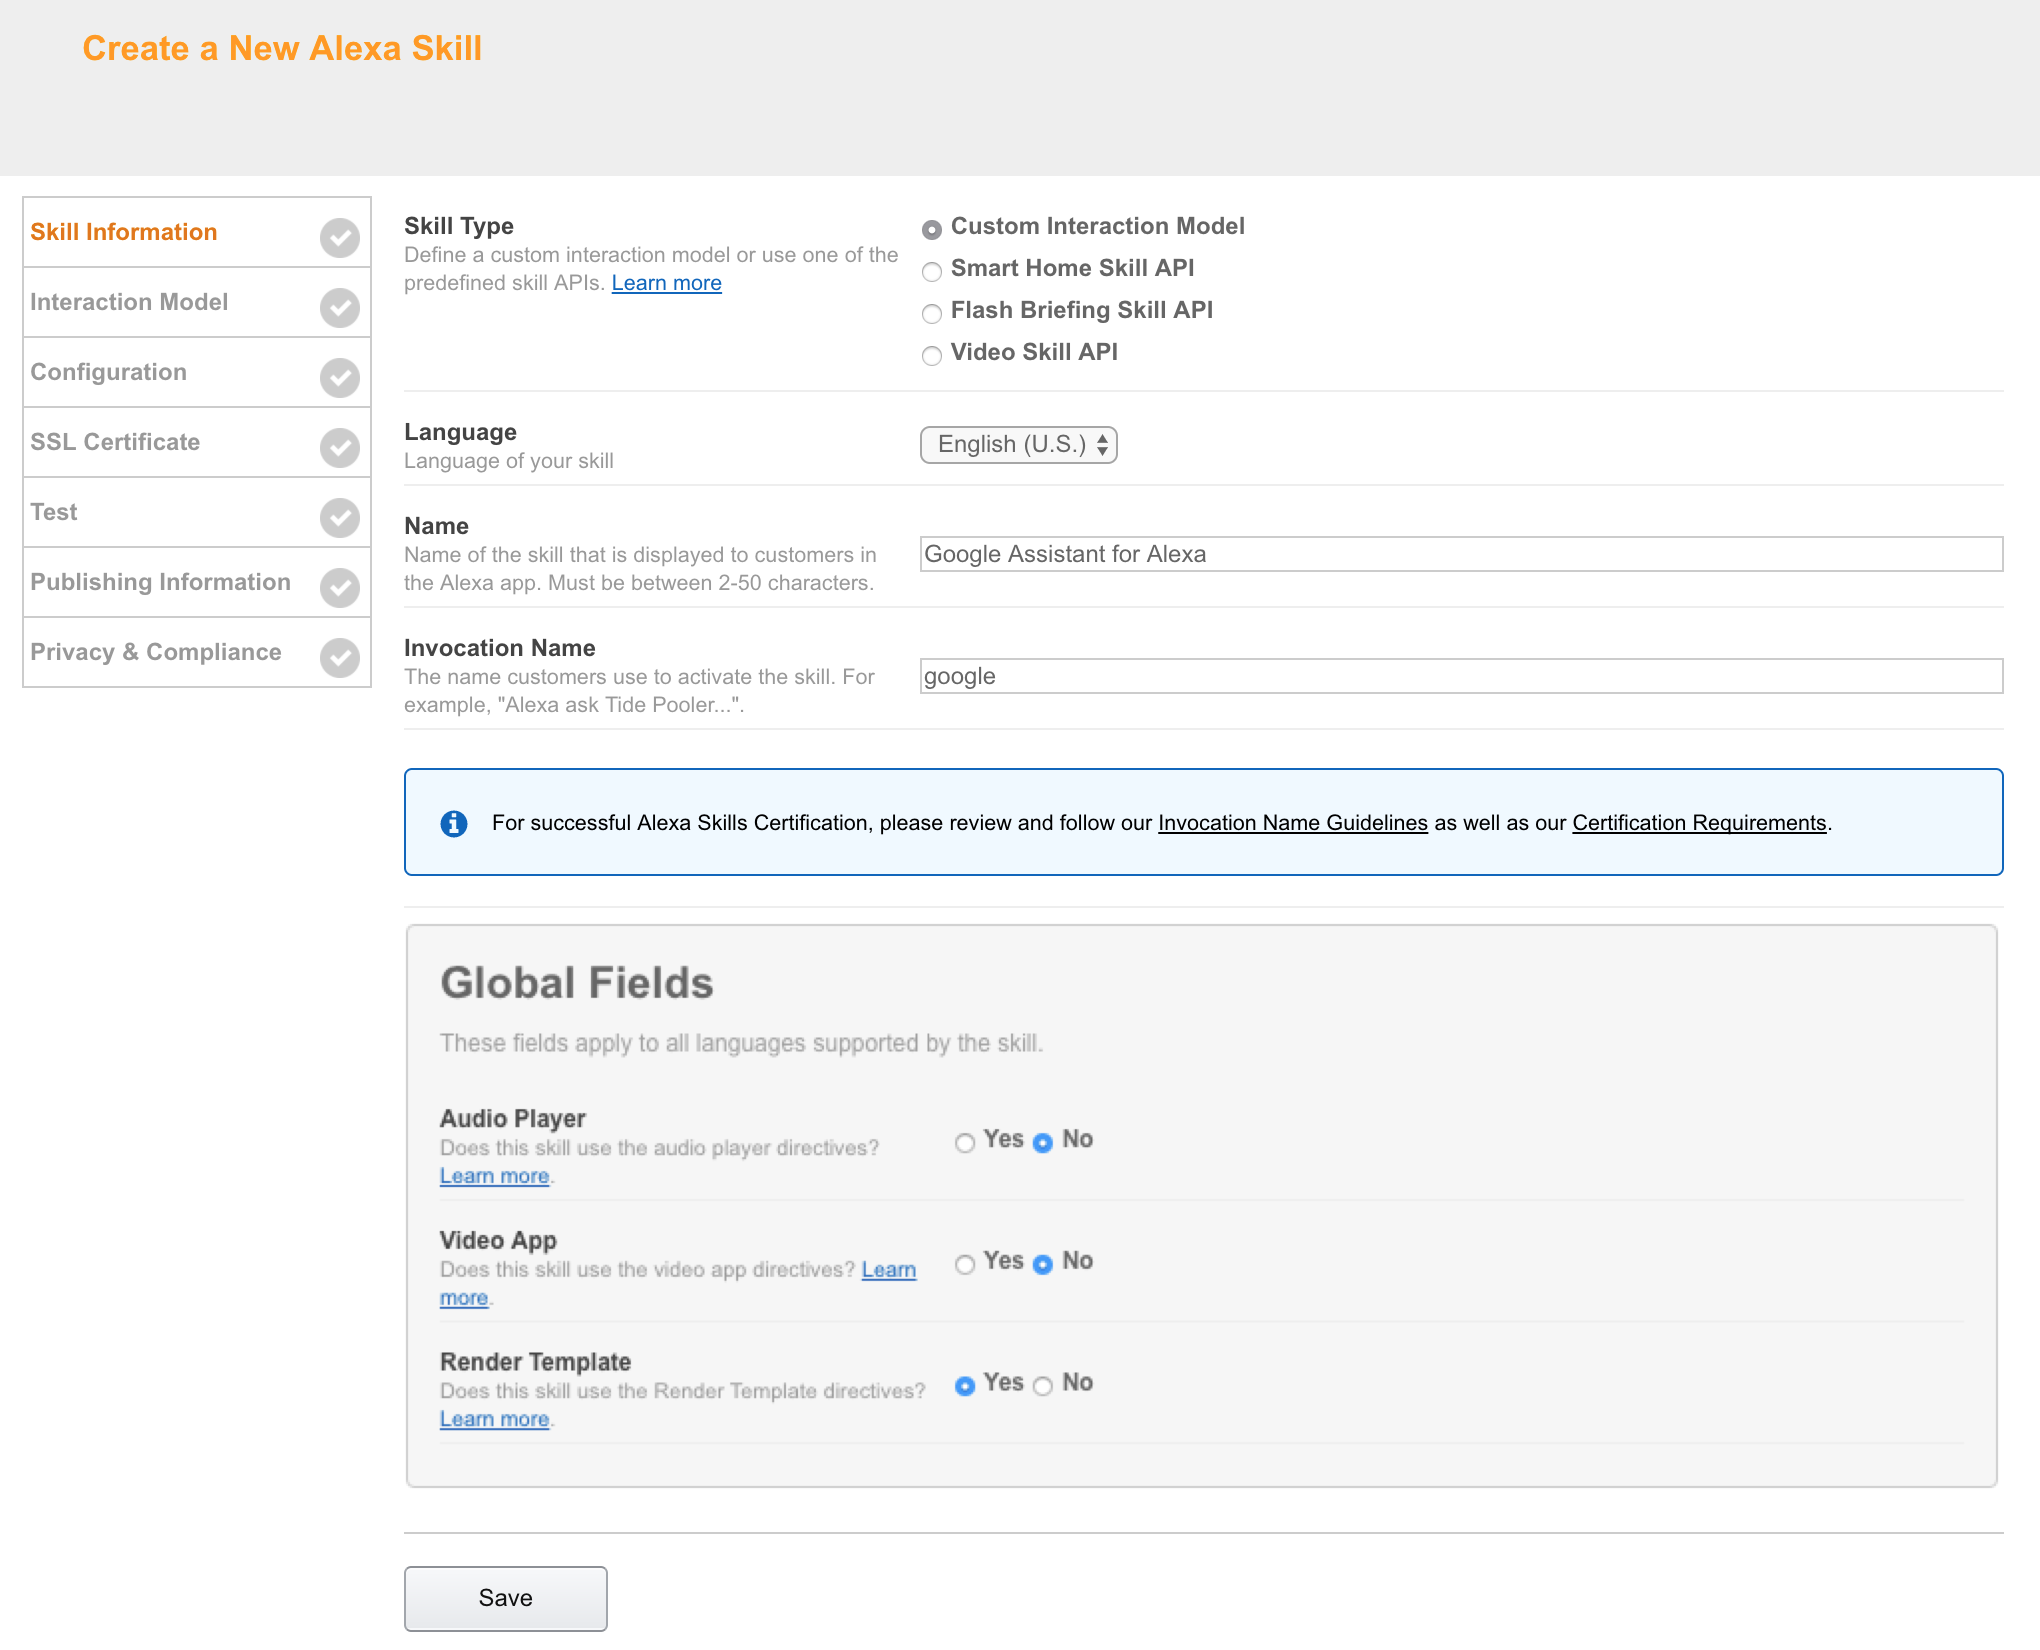 Create a New Alexa Skill
Skill Information
Interaction Model
Configuration
SSL Certificate
Test
Publishing Information
Privacy & Compliance
Skill Type
Define a custom interaction model or use one of the
predefined skill APIs. Learn more
Custom Interaction Model
Smart Home Skill API
Flash Briefing Skill API
Video Skill API
Language
Language of your skill
English (U.S.)
Name
Name of the skill that is displayed to customers in
the Alexa app. Must be between 2-50 characters.
Google Assistant for Alexa
Invocation Name
The name customers use to activate the skill. For
example, "Alexa ask Tide Pooler...".
google
For successful Alexa Skills Certification, please review and follow our Invocation Name Guidelines as well as our Certification Requirements.
Global Fields
These fields apply to all languages supported by the skill.
Audio Player
Does this skill use the audio player directives?
Learn more.
Yes No
Video App
Does this skill use the video app directives? Learn
more.
Yes No
Render Template
Does this skill use the Render Template directives?
Learn more.
Yes No
Save